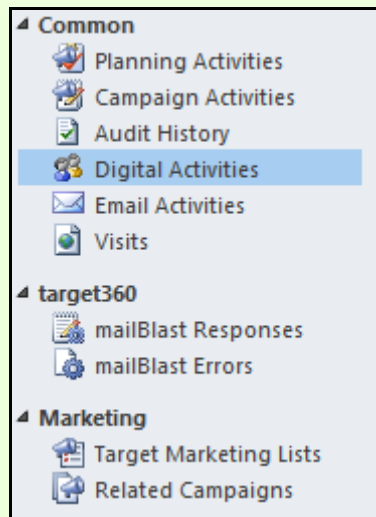 Common
Planning Activities
Campaign Activities
Audit History
Digital Activities
Email Activities
Visits
target360
mailBlast Responses
mailBlast Errors
Marketing
Target Marketing Lists
Related Campaigns